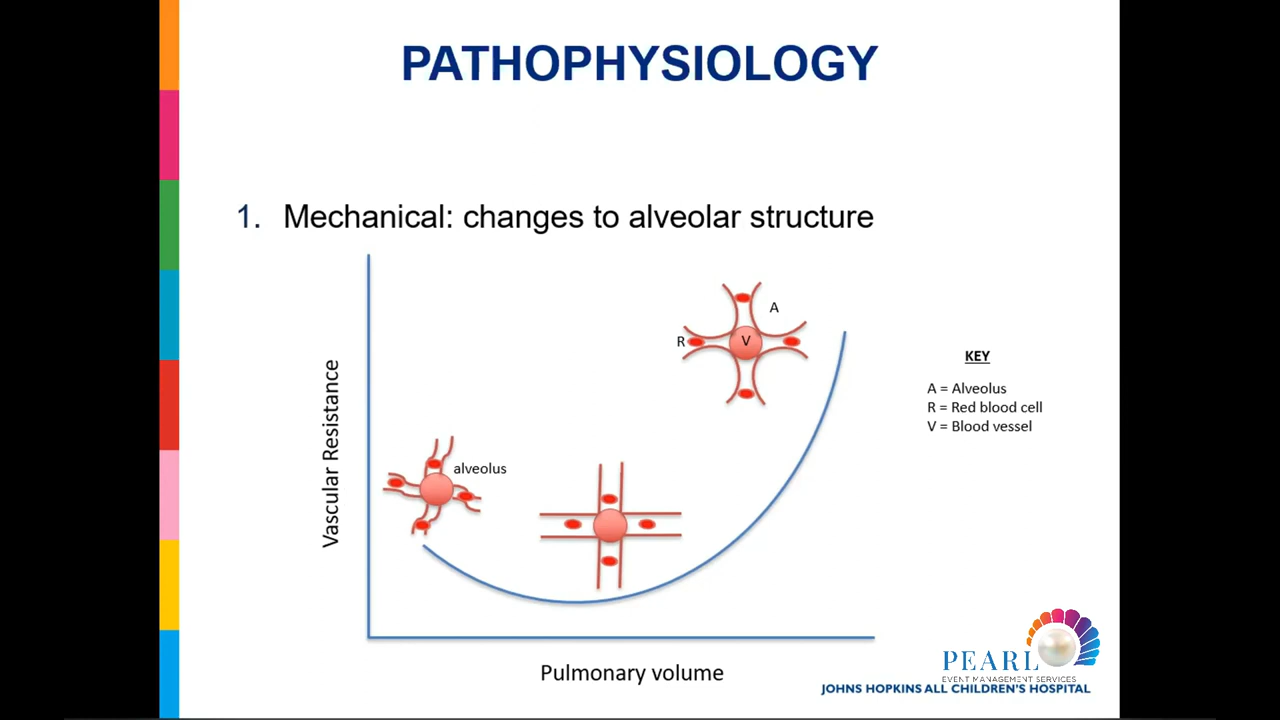 PATHOPHYSIOLOGY
1. Mechanical: changes to alveolar structure
A
R
V
KEY
A = Alveolus
R = Red blood cell
V = Blood vessel
alveolus
Vascular Resistance
Pulmonary volume
PEARL
EVENT MANAGEMENT SERVICES
JOHNS HOPKINS ALL CHILDREN'S HOSPITAL